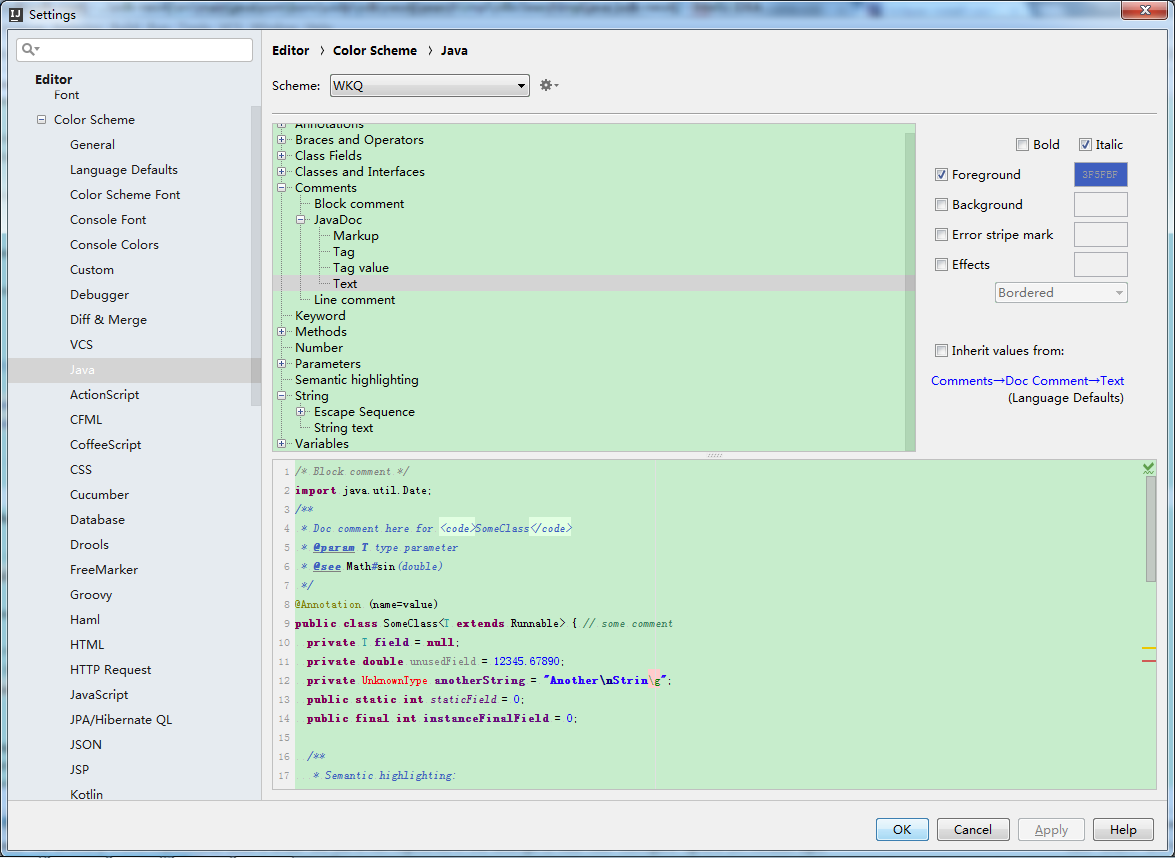 Settings
Editor
Font
Color Scheme
General
Language Defaults
Color Scheme Font
Console Font
Console Colors
Custom
Debugger
Diff & Merge
VCS
Java
ActionScript
CFML
CoffeeScript
CSS
Cucumber
Database
Drools
FreeMarker
Groovy
Haml
HTML
HTTP Request
JavaScript
JPA/Hibernate QL
JSON
JSP
Kotlin
Editor › Color Scheme › Java
Scheme: WKQ
Annotations
Braces and Operators
Class Fields
Classes and Interfaces
Comments
Block comment
JavaDoc
Markup
Tag
Tag value
Text
Line comment
Keyword
Methods
Number
Parameters
Semantic highlighting
String
Escape Sequence
String text
Variables
Bold Italic
Foreground 3F5FBF
Background
Error stripe mark
Effects
Bordered
Inherit values from:
Comments→Doc Comment→Text
(Language Defaults)
1 /* Block comment */
2 import java.util.Date;
3 /**
4 * Doc comment here for <code>SomeClass</code>
5 * @param T type parameter
6 * @see Math#sin(double)
7 */
8 @Annotation (name=value)
9 public class SomeClass<T extends Runnable> { // some comment
10 private T field = null;
11 private double unusedField = 12345.67890;
12 private UnknownType anotherString = "Another\nStrin\g";
13 public static int staticField = 0;
14 public final int instanceFinalField = 0;
15
16 /**
17 * Semantic highlighting:
OK Cancel Apply Help